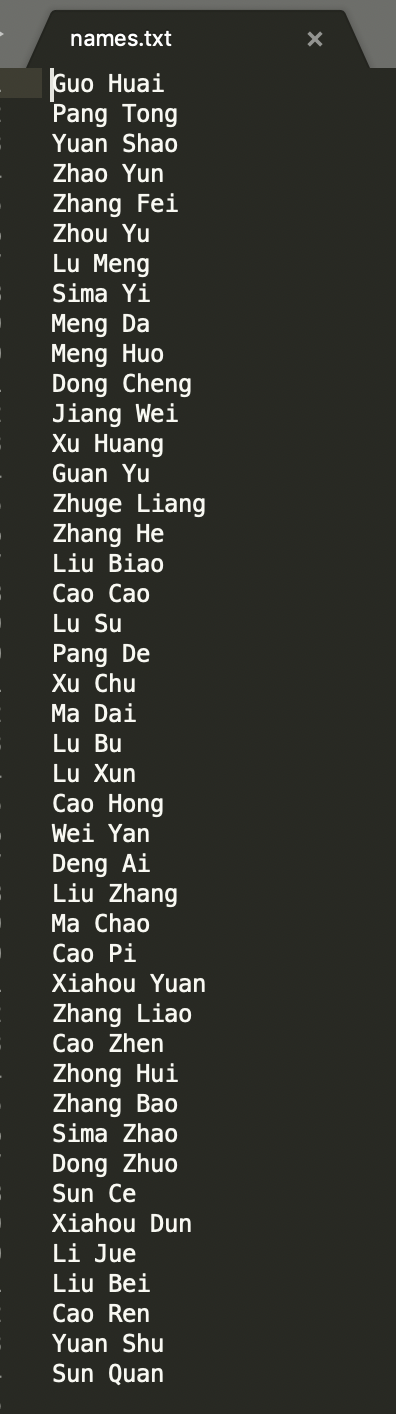 names.txt ×
Guo Huai
Pang Tong
Yuan Shao
Zhao Yun
Zhang Fei
Zhou Yu
Lu Meng
Sima Yi
Meng Da
Meng Huo
Dong Cheng
Jiang Wei
Xu Huang
Guan Yu
Zhuge Liang
Zhang He
Liu Biao
Cao Cao
Lu Su
Pang De
Xu Chu
Ma Dai
Lu Bu
Lu Xun
Cao Hong
Wei Yan
Deng Ai
Liu Zhang
Ma Chao
Cao Pi
Xiahou Yuan
Zhang Liao
Cao Zhen
Zhong Hui
Zhang Bao
Sima Zhao
Dong Zhuo
Sun Ce
Xiahou Dun
Li Jue
Liu Bei
Cao Ren
Yuan Shu
Sun Quan